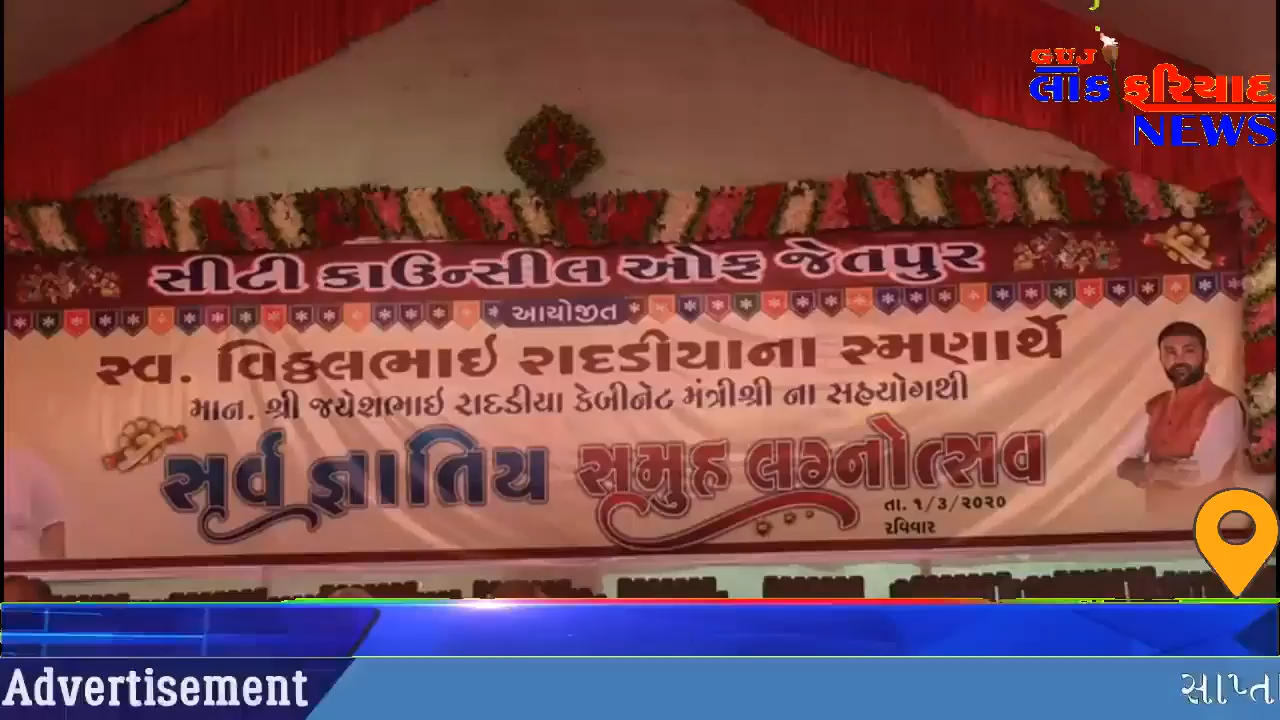 GUJ
લોક ફરિયાદ
NEWS
સીટી કાઉન્સીલ ઓફ જેતપુર
આયોજીત
સ્વ. વિઠ્ઠલભાઇ રાદડીયાના સ્મણાર્થે
માન. શ્રી જયેશભાઇ રાદડીયા કેબીનેટ મંત્રીશ્રી ના સહયોગથી
સર્વ જ્ઞાતિય સમુહ લગ્નોત્સવ
તા. ૧/૩/૨૦૨૦
રવિવાર
Advertisement
સાપ્તા